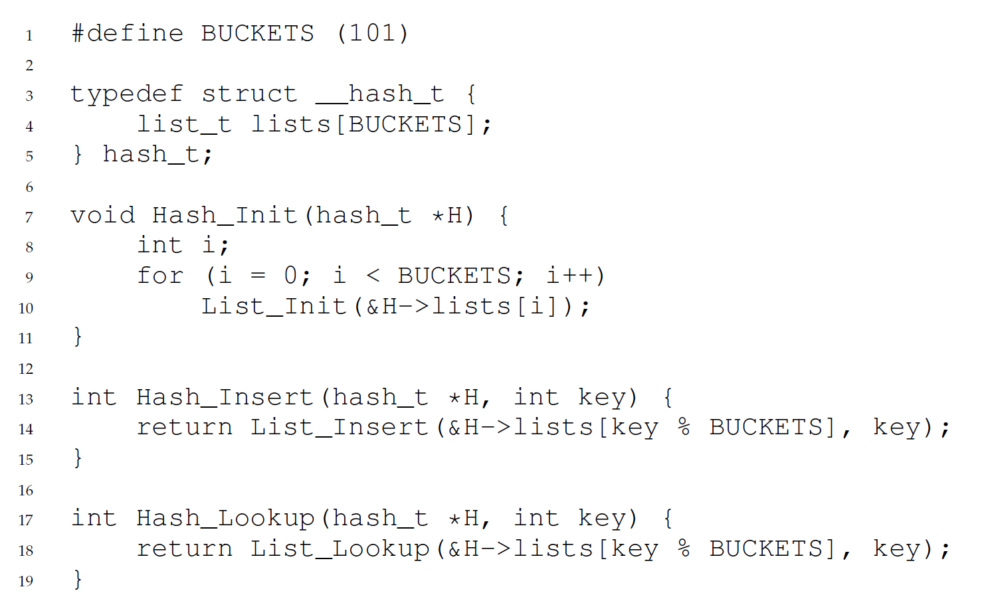 1 #define BUCKETS (101)
2
3 typedef struct __hash_t {
4     list_t lists[BUCKETS];
5 } hash_t;
6
7 void Hash_Init(hash_t *H) {
8     int i;
9     for (i = 0; i < BUCKETS; i++)
10         List_Init(&H->lists[i]);
11 }
12
13 int Hash_Insert(hash_t *H, int key) {
14     return List_Insert(&H->lists[key % BUCKETS], key);
15 }
16
17 int Hash_Lookup(hash_t *H, int key) {
18     return List_Lookup(&H->lists[key % BUCKETS], key);
19 }